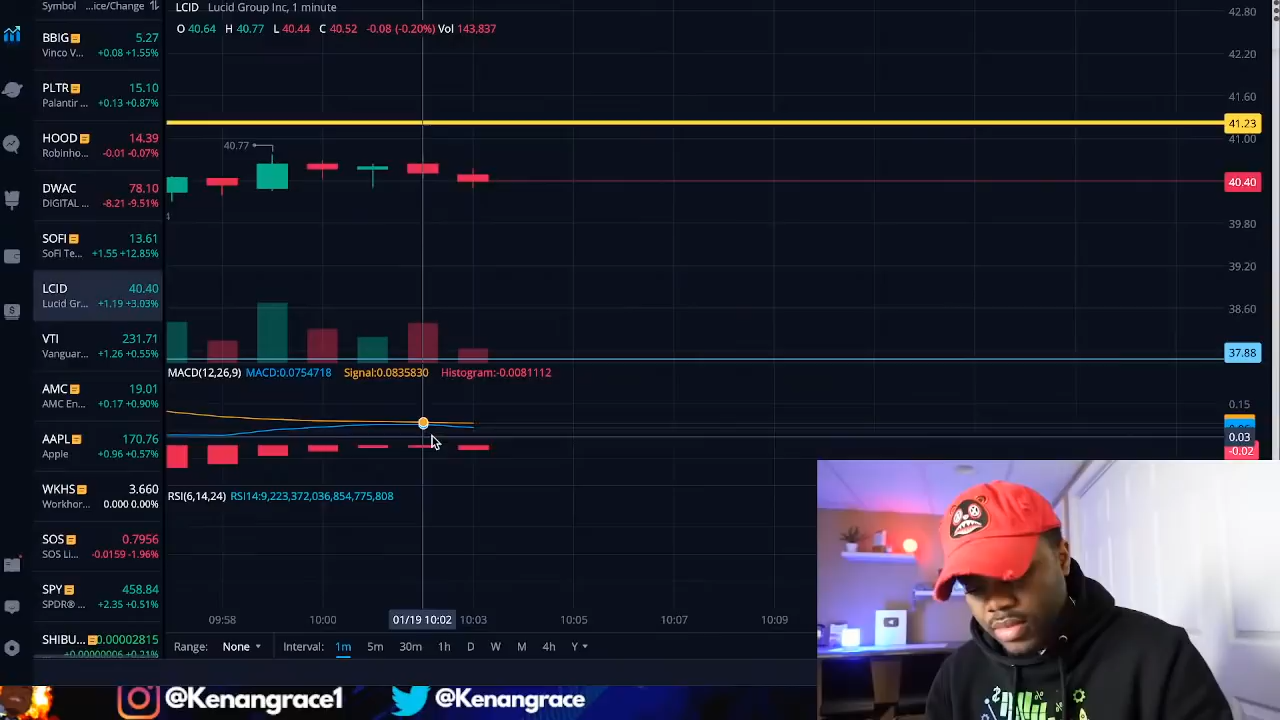 Symbol ...ice/Change
BBIG 5.27
Vinco V... +0.08 +1.55%
PLTR 15.10
Palantir ... +0.13 +0.87%
HOOD 14.39
Robinho... -0.01 -0.07%
DWAC 78.10
DIGITAL ... -8.21 -9.51%
SOFI 13.61
SoFi Te... +1.55 +12.85%
LCID 40.40
Lucid Gr... +1.19 +3.03%
VTI 231.71
Vanguar... +1.26 +0.55%
AMC 19.01
AMC En... +0.17 +0.90%
AAPL 170.76
Apple +0.96 +0.57%
WKHS 3.660
Workhor... 0.000 0.00%
SOS 0.7956
SOS Li... -0.0159 -1.96%
SPY 458.84
SPDR® ... +2.35 +0.51%
SHIBU... 0.00002815
+0.00000006 +0.21%
LCID Lucid Group Inc, 1 minute
O 40.64 H 40.77 L 40.44 C 40.52 -0.08 (-0.20%) Vol 143,837
40.77
42.80
42.20
41.60
41.23
41.00
40.40
39.80
39.20
38.60
37.88
MACD(12,26,9) MACD:0.0754718 Signal:0.0835830 Histogram:-0.0081112
0.15
0.03
-0.02
RSI(6,14,24) RSI14:9,223,372,036,854,775,808
09:58 10:00 01/19 10:02 10:03 10:05 10:07 10:09
Range: None Interval: 1m 5m 30m 1h D W M 4h Y
@Kenangrace1 @Kenangrace